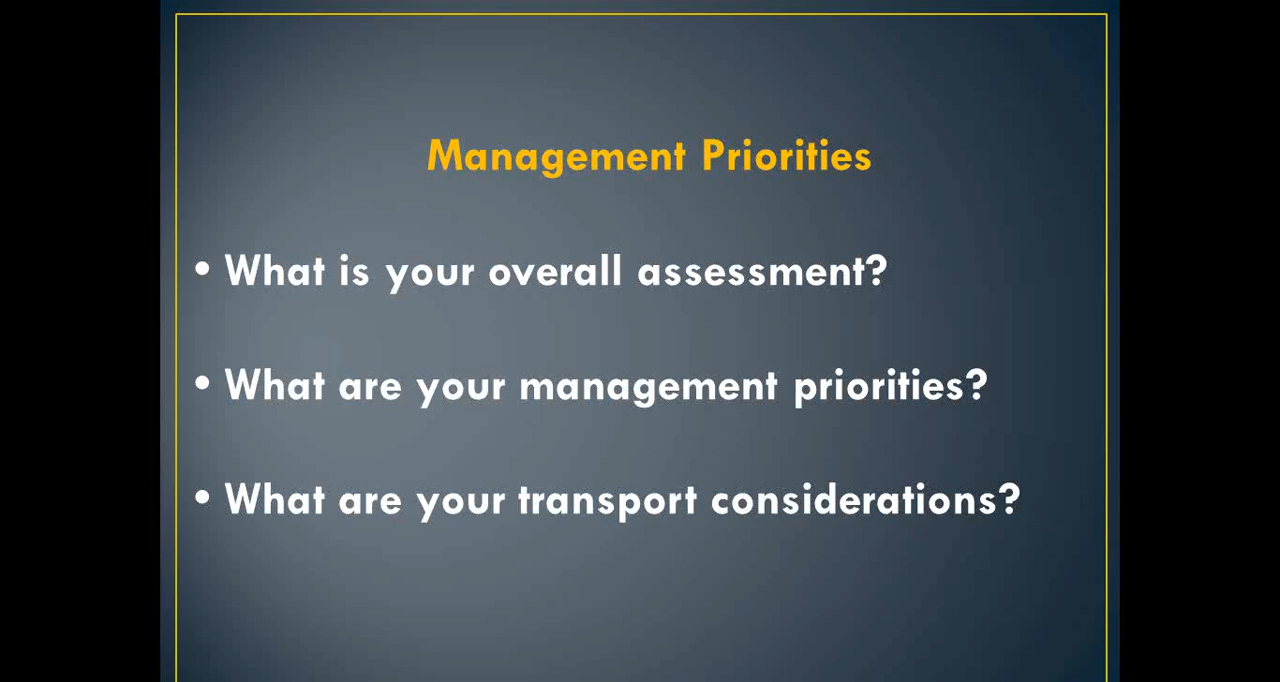 Management Priorities
• What is your overall assessment?
• What are your management priorities?
• What are your transport considerations?